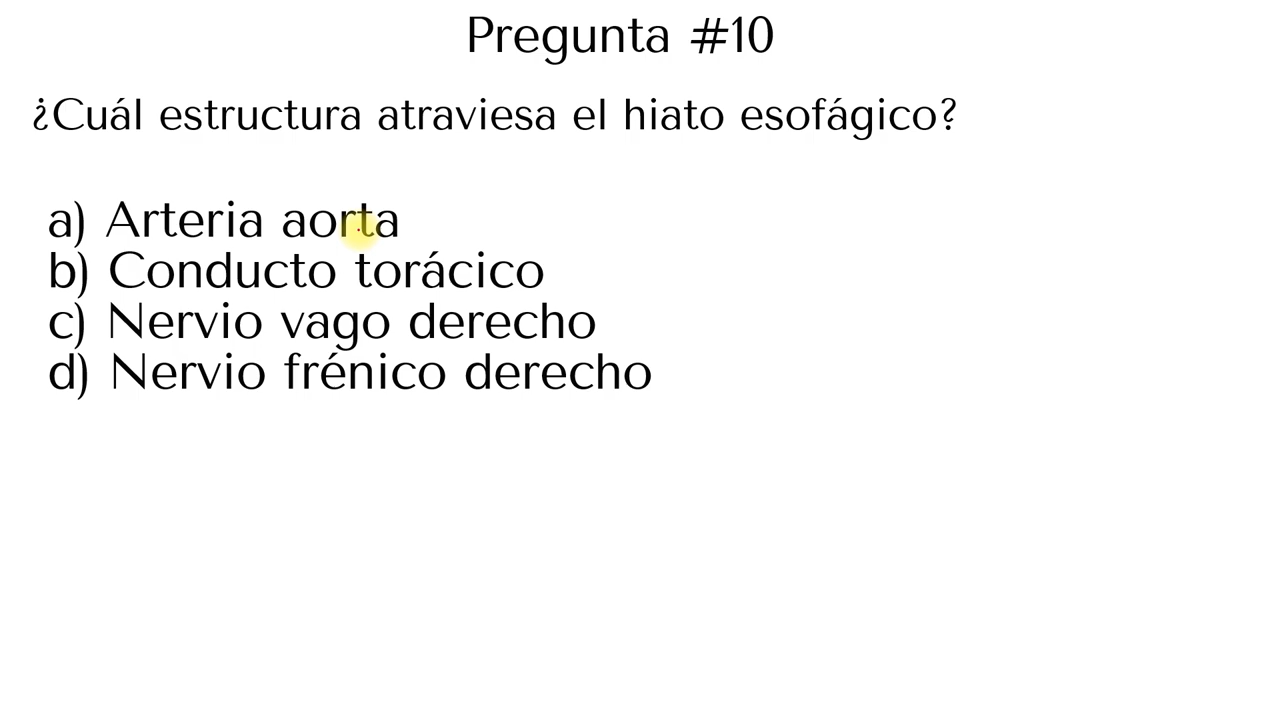 Pregunta #10
¿Cuál estructura atraviesa el hiato esofágico?
a) Arteria aorta
b) Conducto torácico
c) Nervio vago derecho
d) Nervio frénico derecho